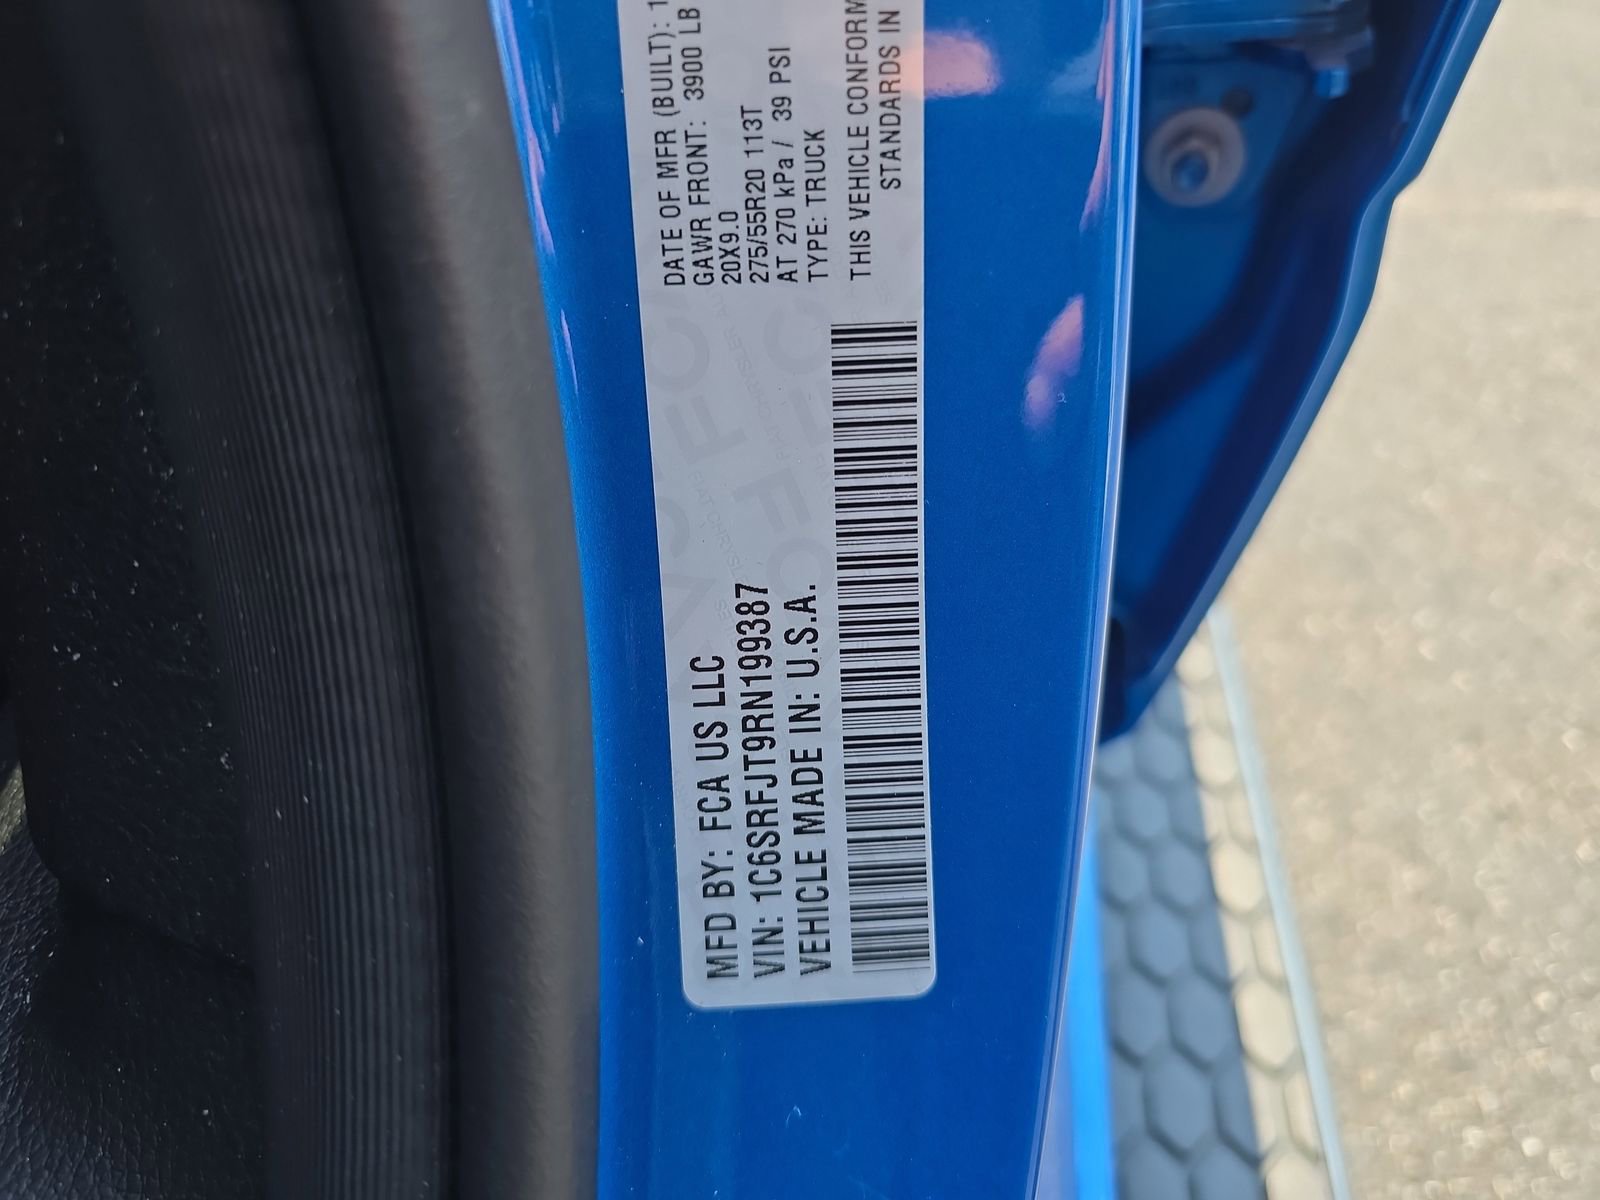 MFD BY: FCA US LLC
VIN: 1C6SRFJT9RN199387
VEHICLE MADE IN: U.S.A.
DATE OF MFR (BUILT): 1
GAWR FRONT: 3900 LB
20X9.0
275/55R20 113T
AT 270 kPa / 39 PSI
TYPE: TRUCK
THIS VEHICLE CONFORM
STANDARDS IN